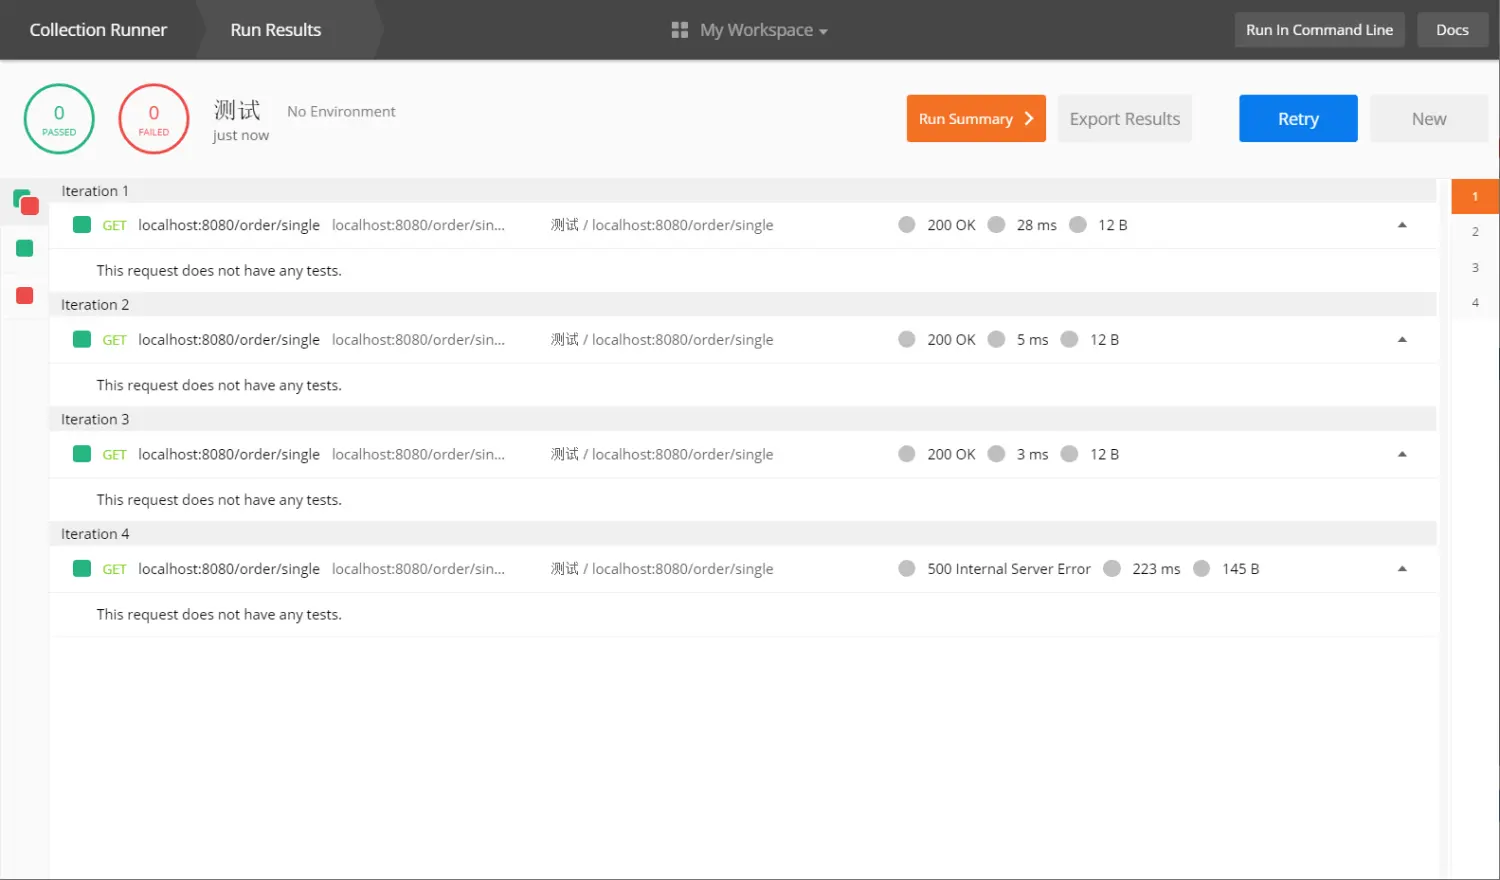 Collection Runner Run Results My Workspace Run In Command Line Docs
0 PASSED 0 FAILED 测试 No Environment Run Summary Export Results Retry New
just now
Iteration 1 1
GET localhost:8080/order/single localhost:8080/order/sin... 测试 / localhost:8080/order/single 200 OK 28 ms 12 B
2
This request does not have any tests. 3
Iteration 2 4
GET localhost:8080/order/single localhost:8080/order/sin... 测试 / localhost:8080/order/single 200 OK 5 ms 12 B
This request does not have any tests.
Iteration 3
GET localhost:8080/order/single localhost:8080/order/sin... 测试 / localhost:8080/order/single 200 OK 3 ms 12 B
This request does not have any tests.
Iteration 4
GET localhost:8080/order/single localhost:8080/order/sin... 测试 / localhost:8080/order/single 500 Internal Server Error 223 ms 145 B
This request does not have any tests.